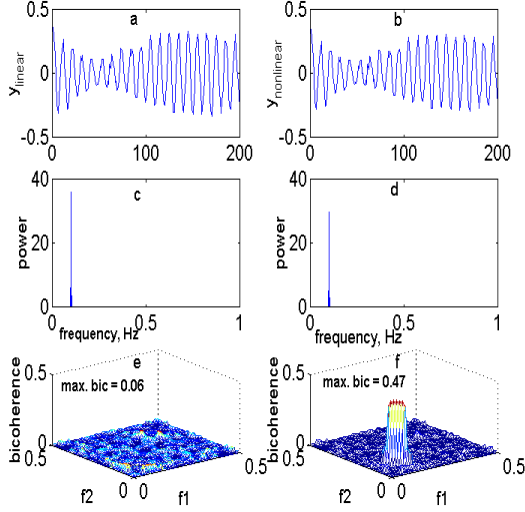 0.5
a
0
-0.5
y linear
0
100
200
0.5
b
0
-0.5
y nonlinear
0
100
200
40
c
20
0
power
0
0.5
1
frequency, Hz
40
d
20
0
power
0
0.5
1
frequency, Hz
e
0.5
max. bic = 0.06
bicoherence
0
0.5
f2
0
0
f1
0.5
f
0.5
max. bic = 0.47
bicoherence
0
0.5
f2
0
0
f1
0.5